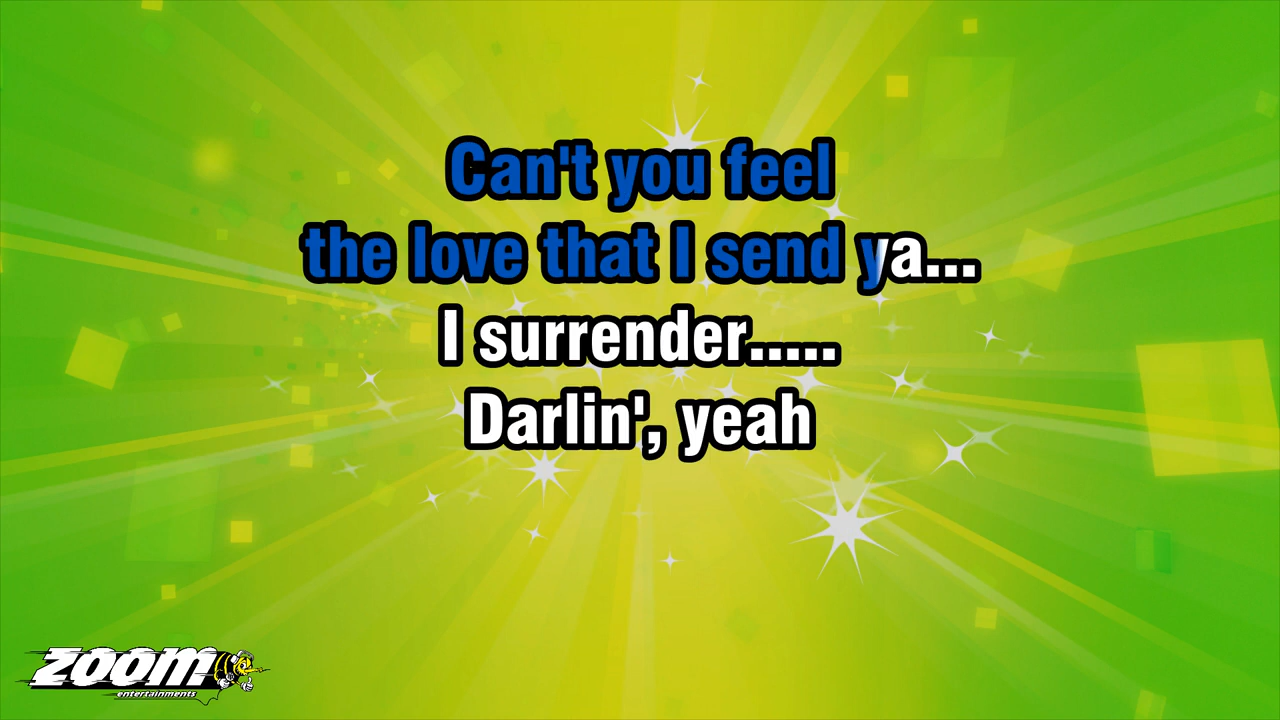 Can't you feel
the love that I send ya...
I surrender.....
Darlin', yeah
ZOOM
entertainments